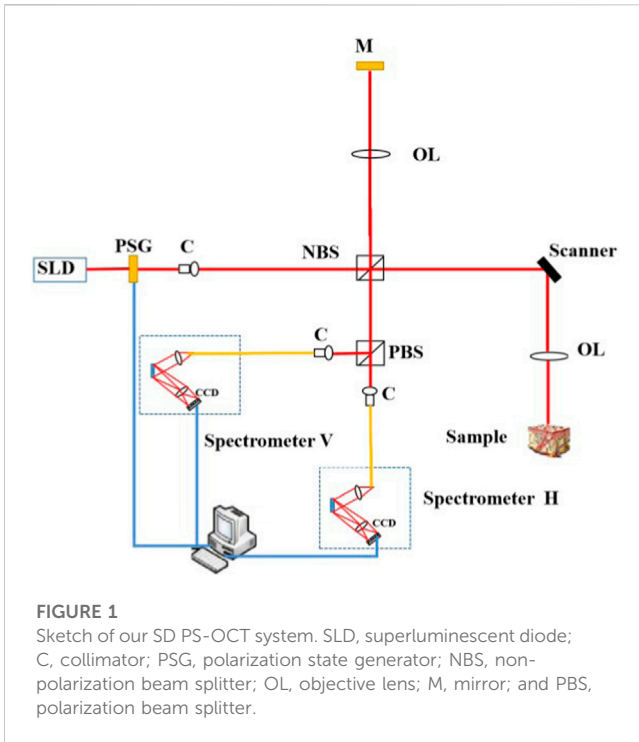 M
OL
PSG
C
NBS
Scanner
SLD
C
PBS
OL
CCD
C
Spectrometer V
Sample
Spectrometer H
CCD
FIGURE 1
Sketch of our SD PS-OCT system. SLD, superluminescent diode;
C, collimator; PSG, polarization state generator; NBS, non-
polarization beam splitter; OL, objective lens; M, mirror; and PBS,
polarization beam splitter.